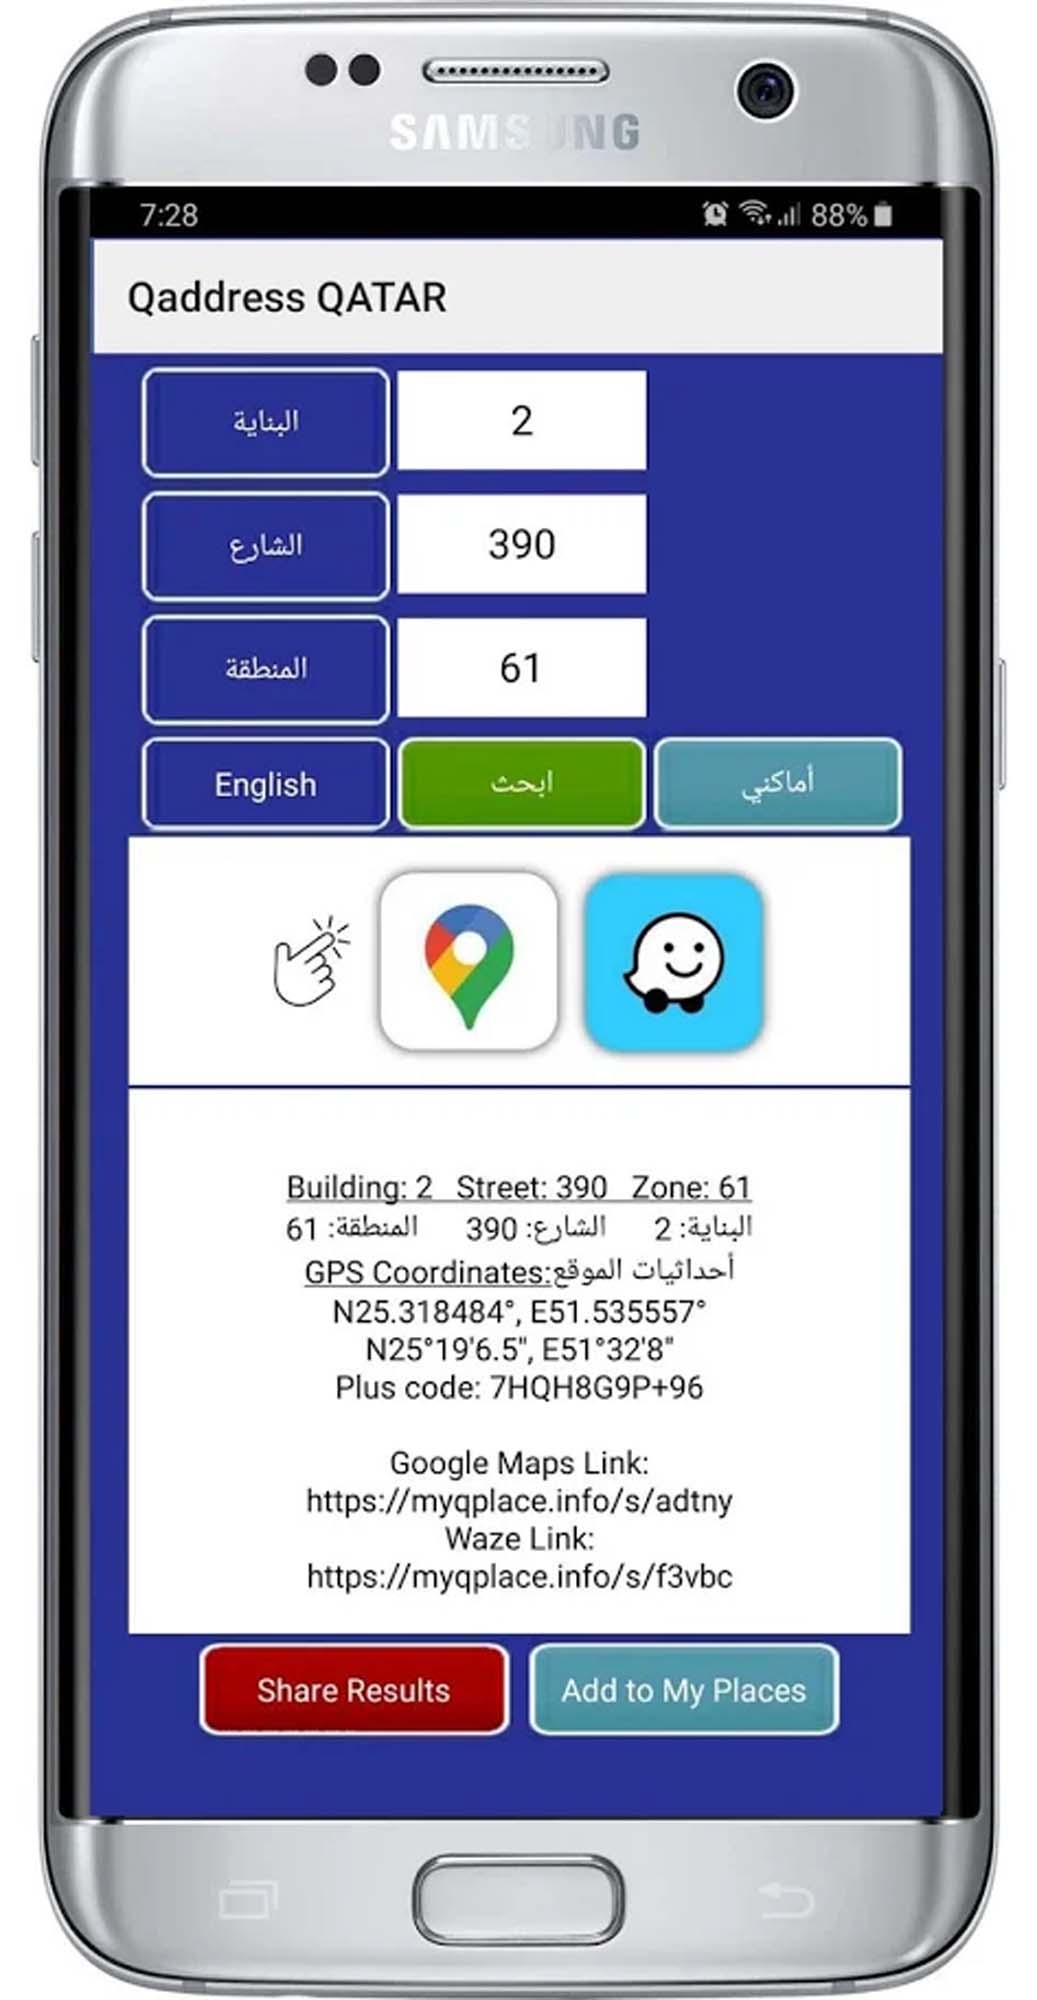 SAMSUNG
7:28 88%
Qaddress QATAR
البناية 2
الشارع 390
المنطقة 61
English ابحث أماكني
Building: 2 Street: 390 Zone: 61
البناية: 2 الشارع: 390 المنطقة: 61
GPS Coordinates:أحداثيات الموقع
N25.318484°, E51.535557°
N25°19'6.5", E51°32'8"
Plus code: 7HQH8G9P+96
Google Maps Link:
https://myqplace.info/s/adtny
Waze Link:
https://myqplace.info/s/f3vbc
Share Results Add to My Places